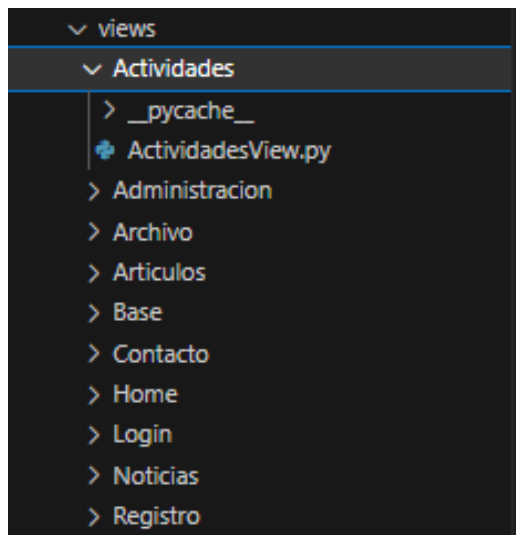 views
Actividades
__pycache__
ActividadesView.py
Administracion
Archivo
Articulos
Base
Contacto
Home
Login
Noticias
Registro